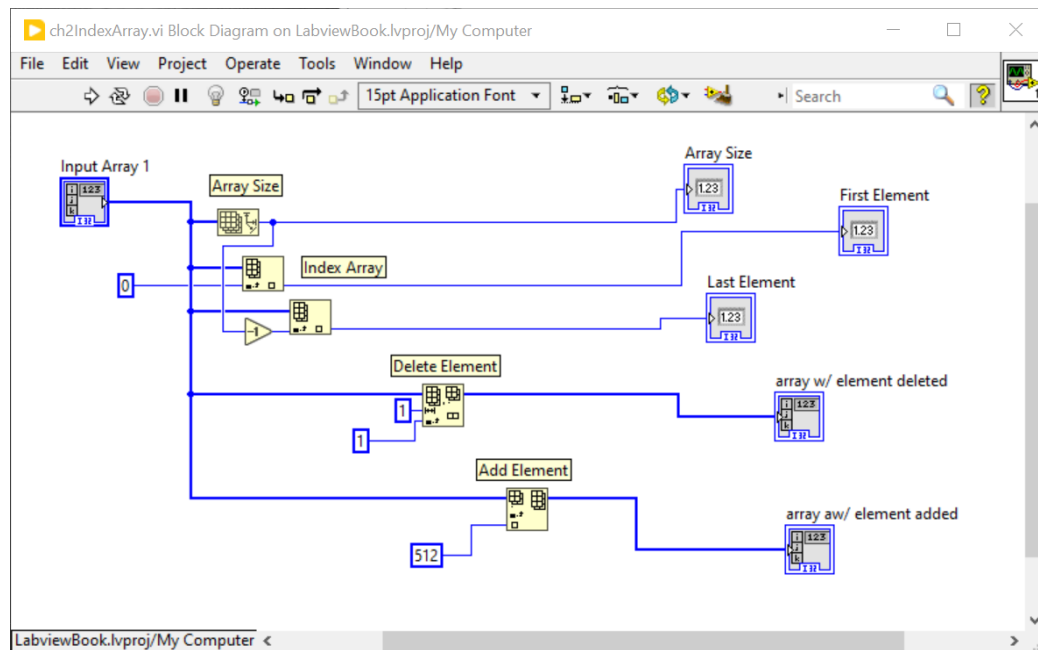 ch2IndexArray.vi Block Diagram on LabviewBook.lvproj/My Computer
File Edit View Project Operate Tools Window Help
15pt Application Font
Search
Input Array 1
Array Size
Array Size
First Element
Index Array
0
Last Element
-1
Delete Element
array w/ element deleted
1
1
Add Element
array aw/ element added
512
LabviewBook.lvproj/My Computer